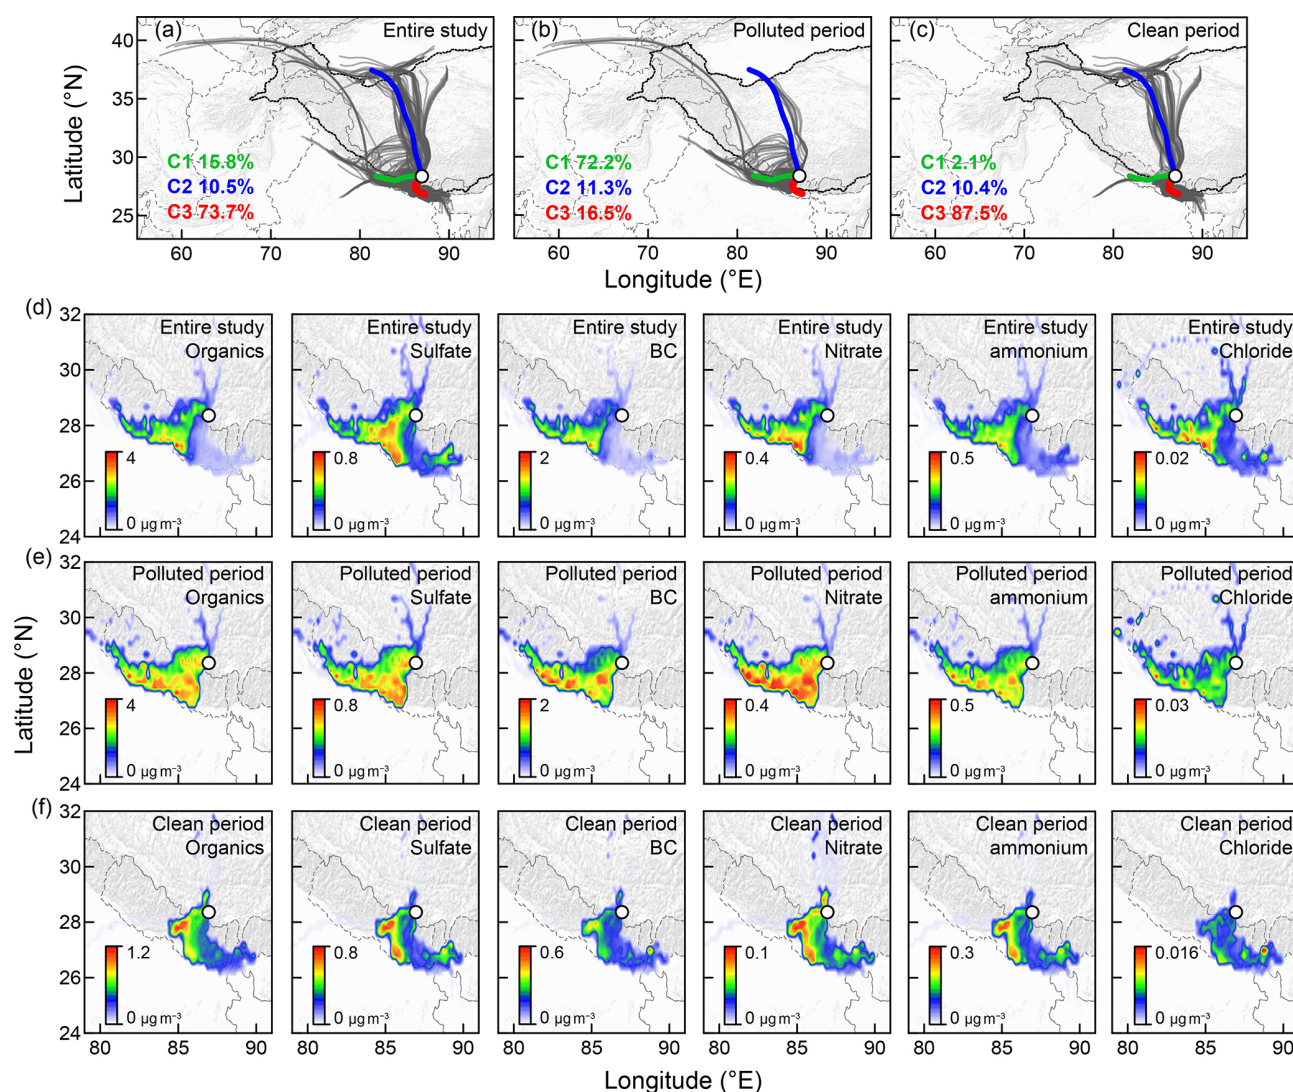 (a) Entire study
(b) Polluted period
(c) Clean period
40
35
30
25
Latitude (°N)
C1 15.8%
C2 10.5%
C3 73.7%
C1 72.2%
C2 11.3%
C3 16.5%
C1 2.1%
C2 10.4%
C3 87.5%
60 70 80 90
60 70 80 90
60 70 80 90
Longitude (°E)
(d)
32
30
28
26
24
Entire study
Organics
4
0 µg m⁻³
Entire study
Sulfate
0.8
0 µg m⁻³
Entire study
BC
2
0 µg m⁻³
Entire study
Nitrate
0.4
0 µg m⁻³
Entire study
ammonium
0.5
0 µg m⁻³
Entire study
Chloride
0.02
0 µg m⁻³
(e)
32
30
28
26
24
Latitude (°N)
Polluted period
Organics
4
0 µg m⁻³
Polluted period
Sulfate
0.8
0 µg m⁻³
Polluted period
BC
2
0 µg m⁻³
Polluted period
Nitrate
0.4
0 µg m⁻³
Polluted period
ammonium
0.5
0 µg m⁻³
Polluted period
Chloride
0.03
0 µg m⁻³
(f)
32
30
28
26
24
Clean period
Organics
1.2
0 µg m⁻³
Clean period
Sulfate
0.8
0 µg m⁻³
Clean period
BC
0.6
0 µg m⁻³
Clean period
Nitrate
0.1
0 µg m⁻³
Clean period
ammonium
0.3
0 µg m⁻³
Clean period
Chloride
0.016
0 µg m⁻³
80 85 90
80 85 90
80 85 90
80 85 90
80 85 90
80 85 90
Longitude (°E)